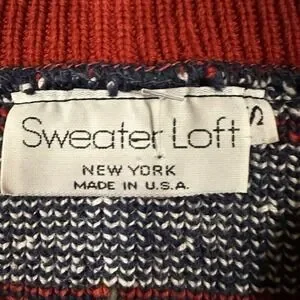 Sweater Loft
NEW YORK
MADE IN U.S.A.
S